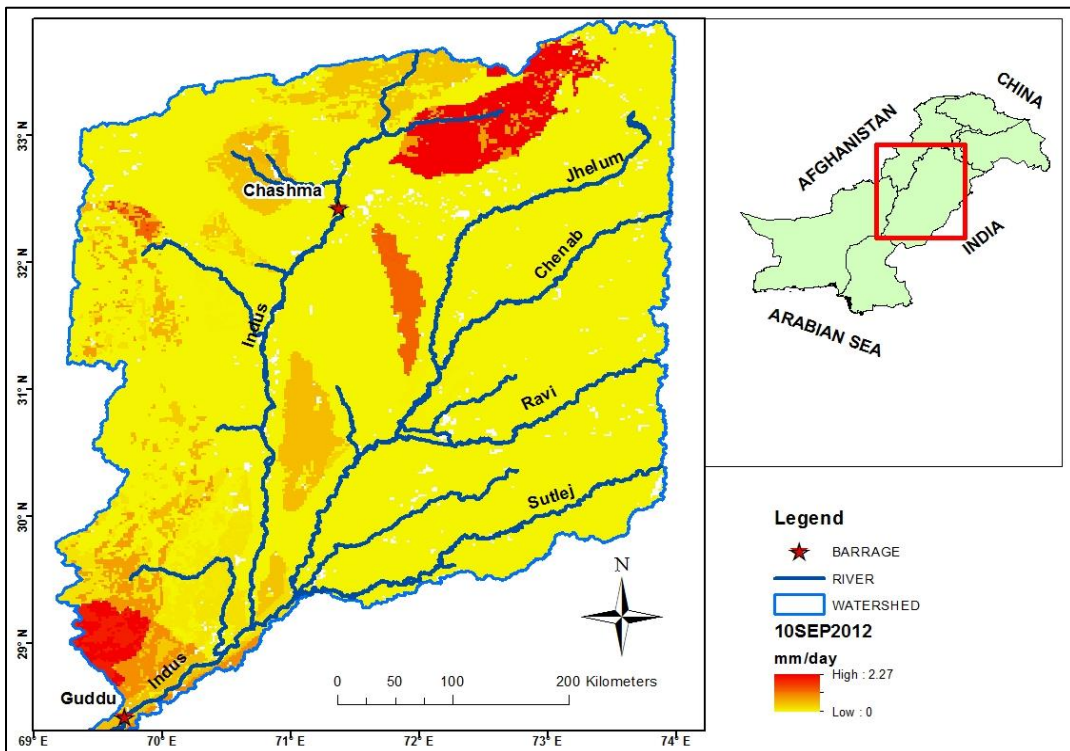 33° N
32° N
31° N
30° N
29° N
69° E
70° E
71° E
72° E
73° E
74° E
Chashma
Jhelum
Chenab
Indus
Ravi
Sutlej
Indus
Guddu
N
0 50 100 200 Kilometers
CHINA
AFGHANISTAN
INDIA
ARABIAN SEA
Legend
BARRAGE
RIVER
WATERSHED
10SEP2012
mm/day
High : 2.27
Low : 0